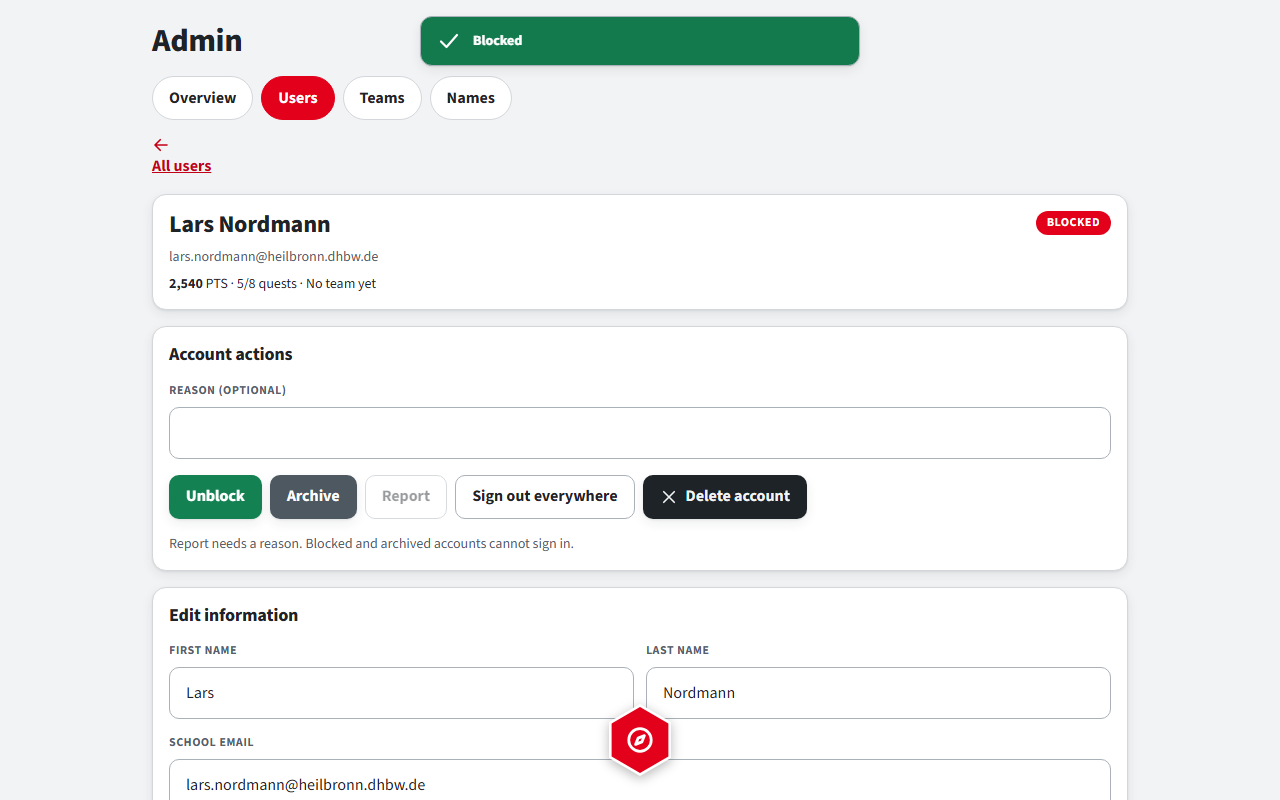 Admin
Blocked
Overview
Users
Teams
Names
All users
Lars Nordmann
BLOCKED
lars.nordmann@heilbronn.dhbw.de
2,540 PTS · 5/8 quests · No team yet
Account actions
REASON (OPTIONAL)
Unblock
Archive
Report
Sign out everywhere
Delete account
Report needs a reason. Blocked and archived accounts cannot sign in.
Edit information
FIRST NAME
LAST NAME
Lars
Nordmann
SCHOOL EMAIL
lars.nordmann@heilbronn.dhbw.de